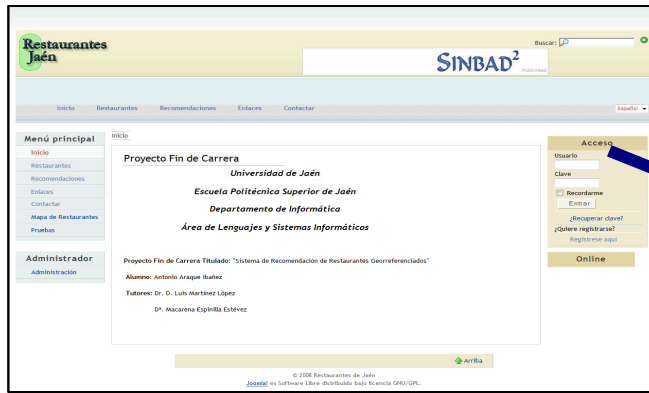 Restaurantes
Jaén
Buscar:
SINBAD²
Publicidad
Inicio Restaurantes Recomendaciones Enlaces Contactar
Español
Menú principal
Inicio
Restaurantes
Recomendaciones
Enlaces
Contactar
Mapa de Restaurantes
Pruebas
Administrador
Administración
Inicio
Proyecto Fin de Carrera
Universidad de Jaén
Escuela Politécnica Superior de Jaén
Departamento de Informática
Área de Lenguajes y Sistemas Informáticos
Proyecto Fin de Carrera Titulado: "Sistema de Recomendación de Restaurantes Georreferenciados"
Alumno: Antonio Araque Ibañez
Tutores: Dr. D. Luis Martínez López
Dª. Macarena Espinilla Estévez
Acceso
Usuario
Clave
Recordarme
Entrar
¿Recuperar clave?
¿Quiere registrarse?
Regístrese aquí
Online
Arriba
© 2008 Restaurantes de Jaén
Joomla! es Software Libre distribuido bajo licencia GNU/GPL.